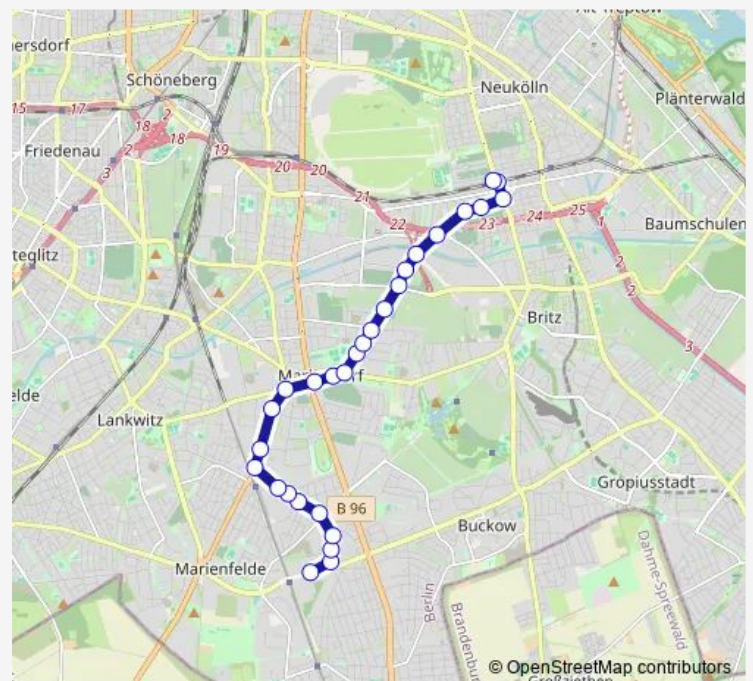 ersdorf
Schöneberg
Neukölln
Plänterwald
15
17
18
2
18
19
2
Friedenau
3
20
20
21
22
23
24
25
1
Baumschulen
teglitz
2
2
Britz
3
Mari
rf
elde
Lankwitz
Gropiusstadt
B 96
Buckow
Marienfelde
Berlin
Brandenbu
Dahme-Spreewald
© OpenStreetMap contributors